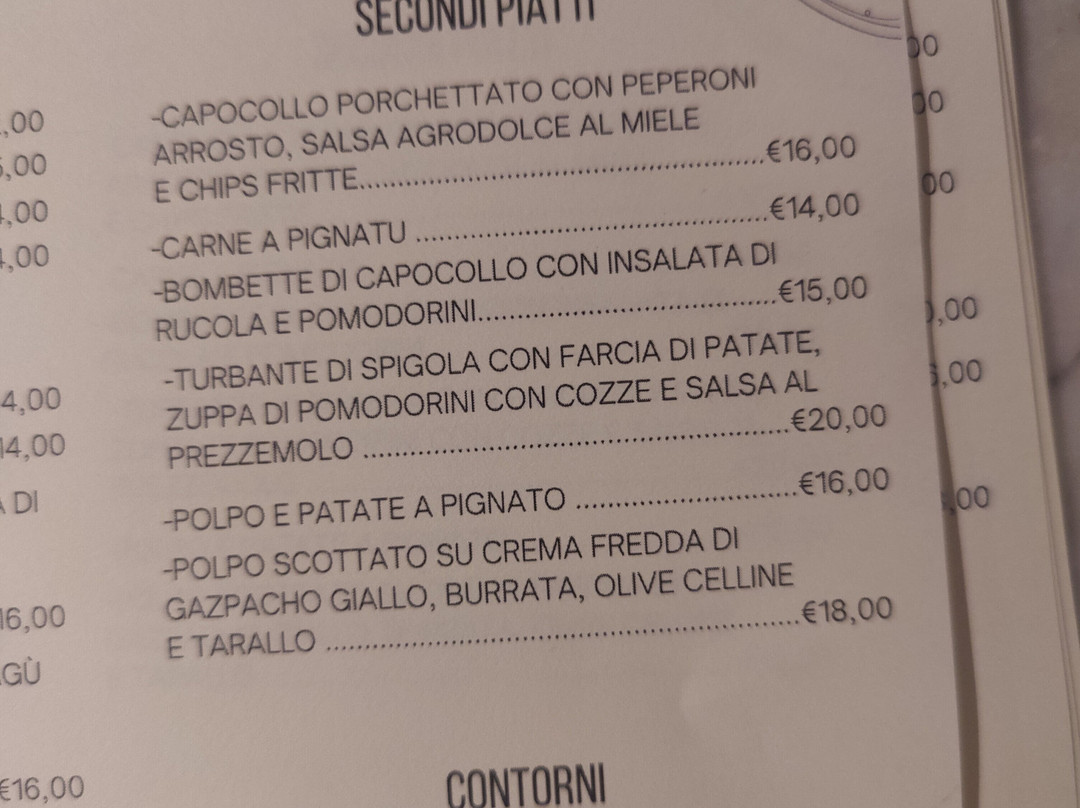 SECONDI PIATTI
-CAPOCOLLO PORCHETTATO CON PEPERONI
ARROSTO, SALSA AGRODOLCE AL MIELE
E CHIPS FRITTE....................................................€16,00
-CARNE A PIGNATU .............................................€14,00
-BOMBETTE DI CAPOCOLLO CON INSALATA DI
RUCOLA E POMODORINI.......................................€15,00
-TURBANTE DI SPIGOLA CON FARCIA DI PATATE,
ZUPPA DI POMODORINI CON COZZE E SALSA AL
PREZZEMOLO ......................................................€20,00
-POLPO E PATATE A PIGNATO ............................€16,00
-POLPO SCOTTATO SU CREMA FREDDA DI
GAZPACHO GIALLO, BURRATA, OLIVE CELLINE
E TARALLO ...........................................................€18,00
CONTORNI
DI
€16,00